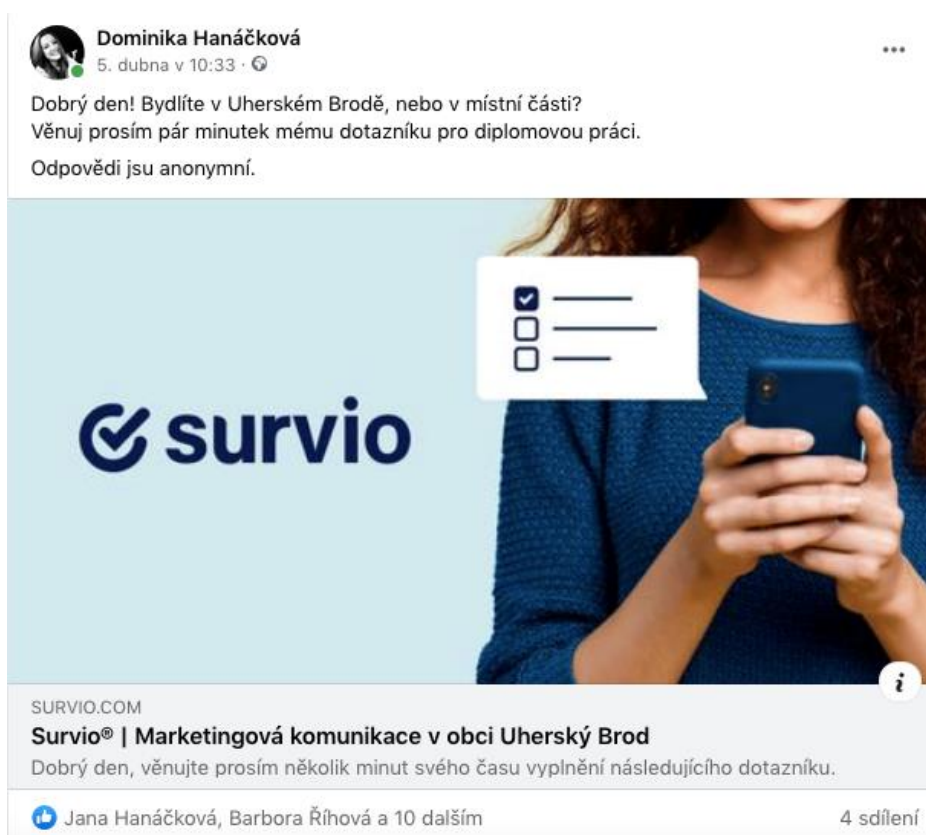 Dominika Hanáčková
5. dubna v 10:33 ·
Dobrý den! Bydlíte v Uherském Brodě, nebo v místní části?
Věnuj prosím pár minutek mému dotazníku pro diplomovou práci.
Odpovědi jsu anonymní.
survio
SURVIO.COM
Survio® | Marketingová komunikace v obci Uherský Brod
Dobrý den, věnujte prosím několik minut svého času vyplnění následujícího dotazníku.
Jana Hanáčková, Barbora Říhová a 10 dalším
4 sdílení